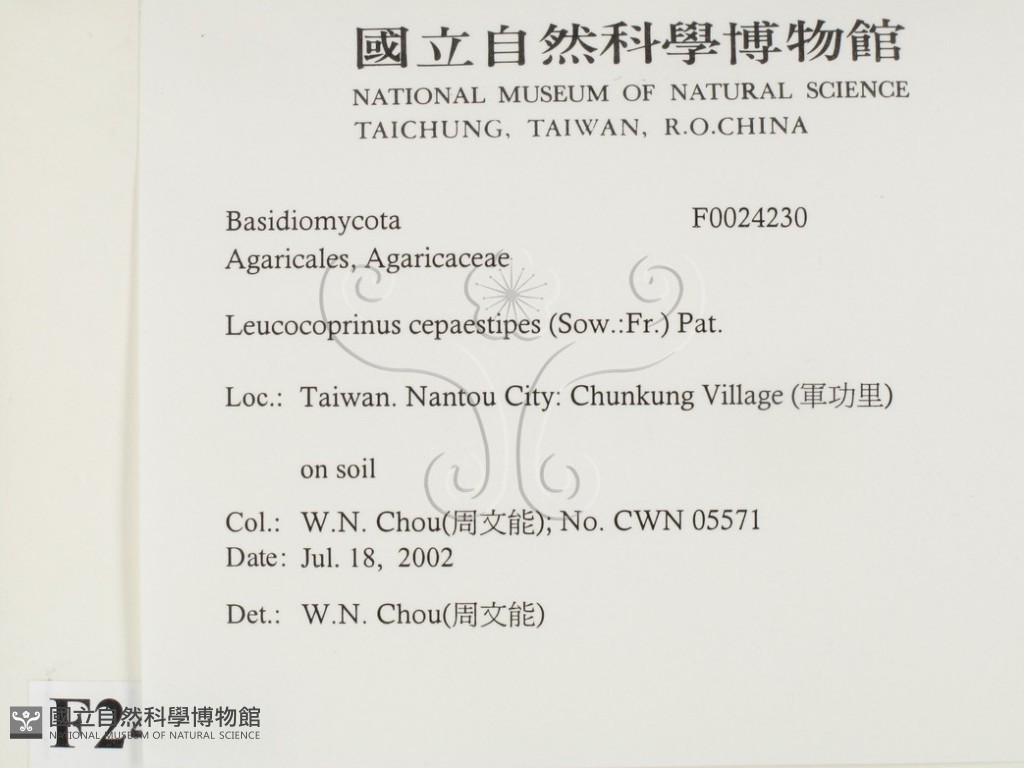 國立自然科學博物館
NATIONAL MUSEUM OF NATURAL SCIENCE
TAICHUNG, TAIWAN, R.O.CHINA
Basidiomycota F0024230
Agaricales, Agaricaceae
Leucocoprinus cepaestipes (Sow.:Fr.) Pat.
Loc.: Taiwan. Nantou City: Chunkung Village (軍功里)
on soil
Col.: W.N. Chou(周文能); No. CWN 05571
Date: Jul. 18, 2002
Det.: W.N. Chou(周文能)
F2
國立自然科學博物館
NATIONAL MUSEUM OF NATURAL SCIENCE